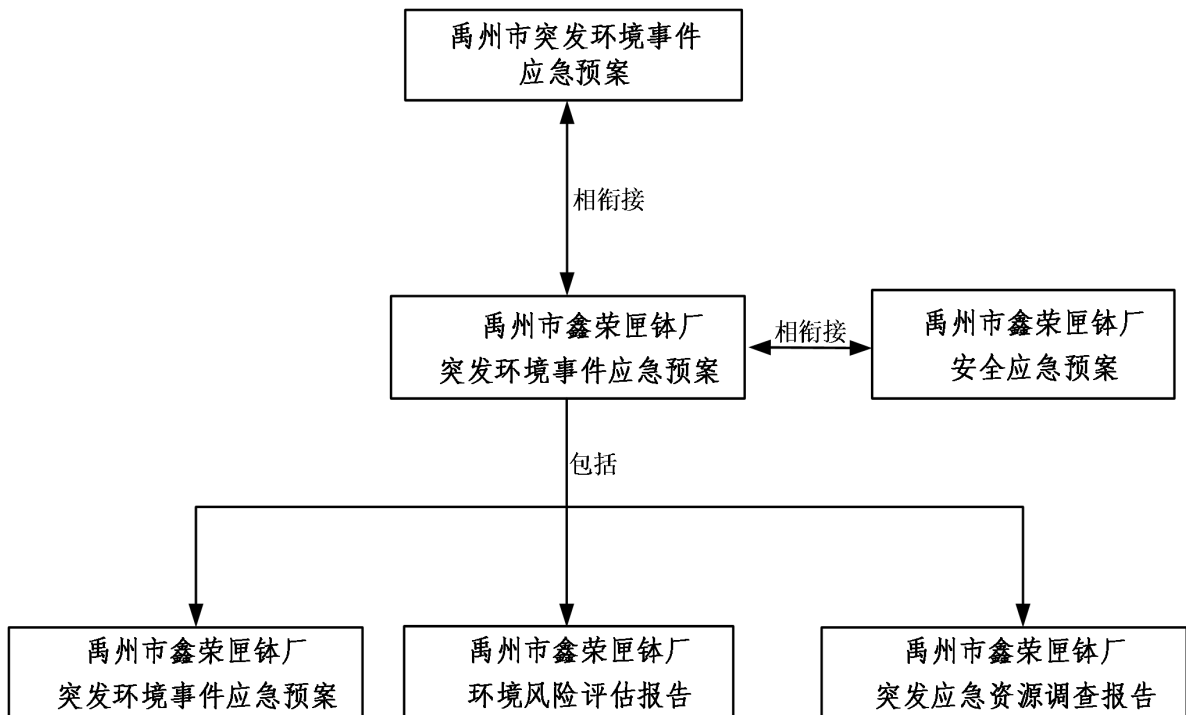 禹州市突发环境事件
应急预案
相衔接
禹州市鑫荣匣钵厂
突发环境事件应急预案
相衔接
禹州市鑫荣匣钵厂
安全应急预案
包括
禹州市鑫荣匣钵厂
突发环境事件应急预案
禹州市鑫荣匣钵厂
环境风险评估报告
禹州市鑫荣匣钵厂
突发应急资源调查报告